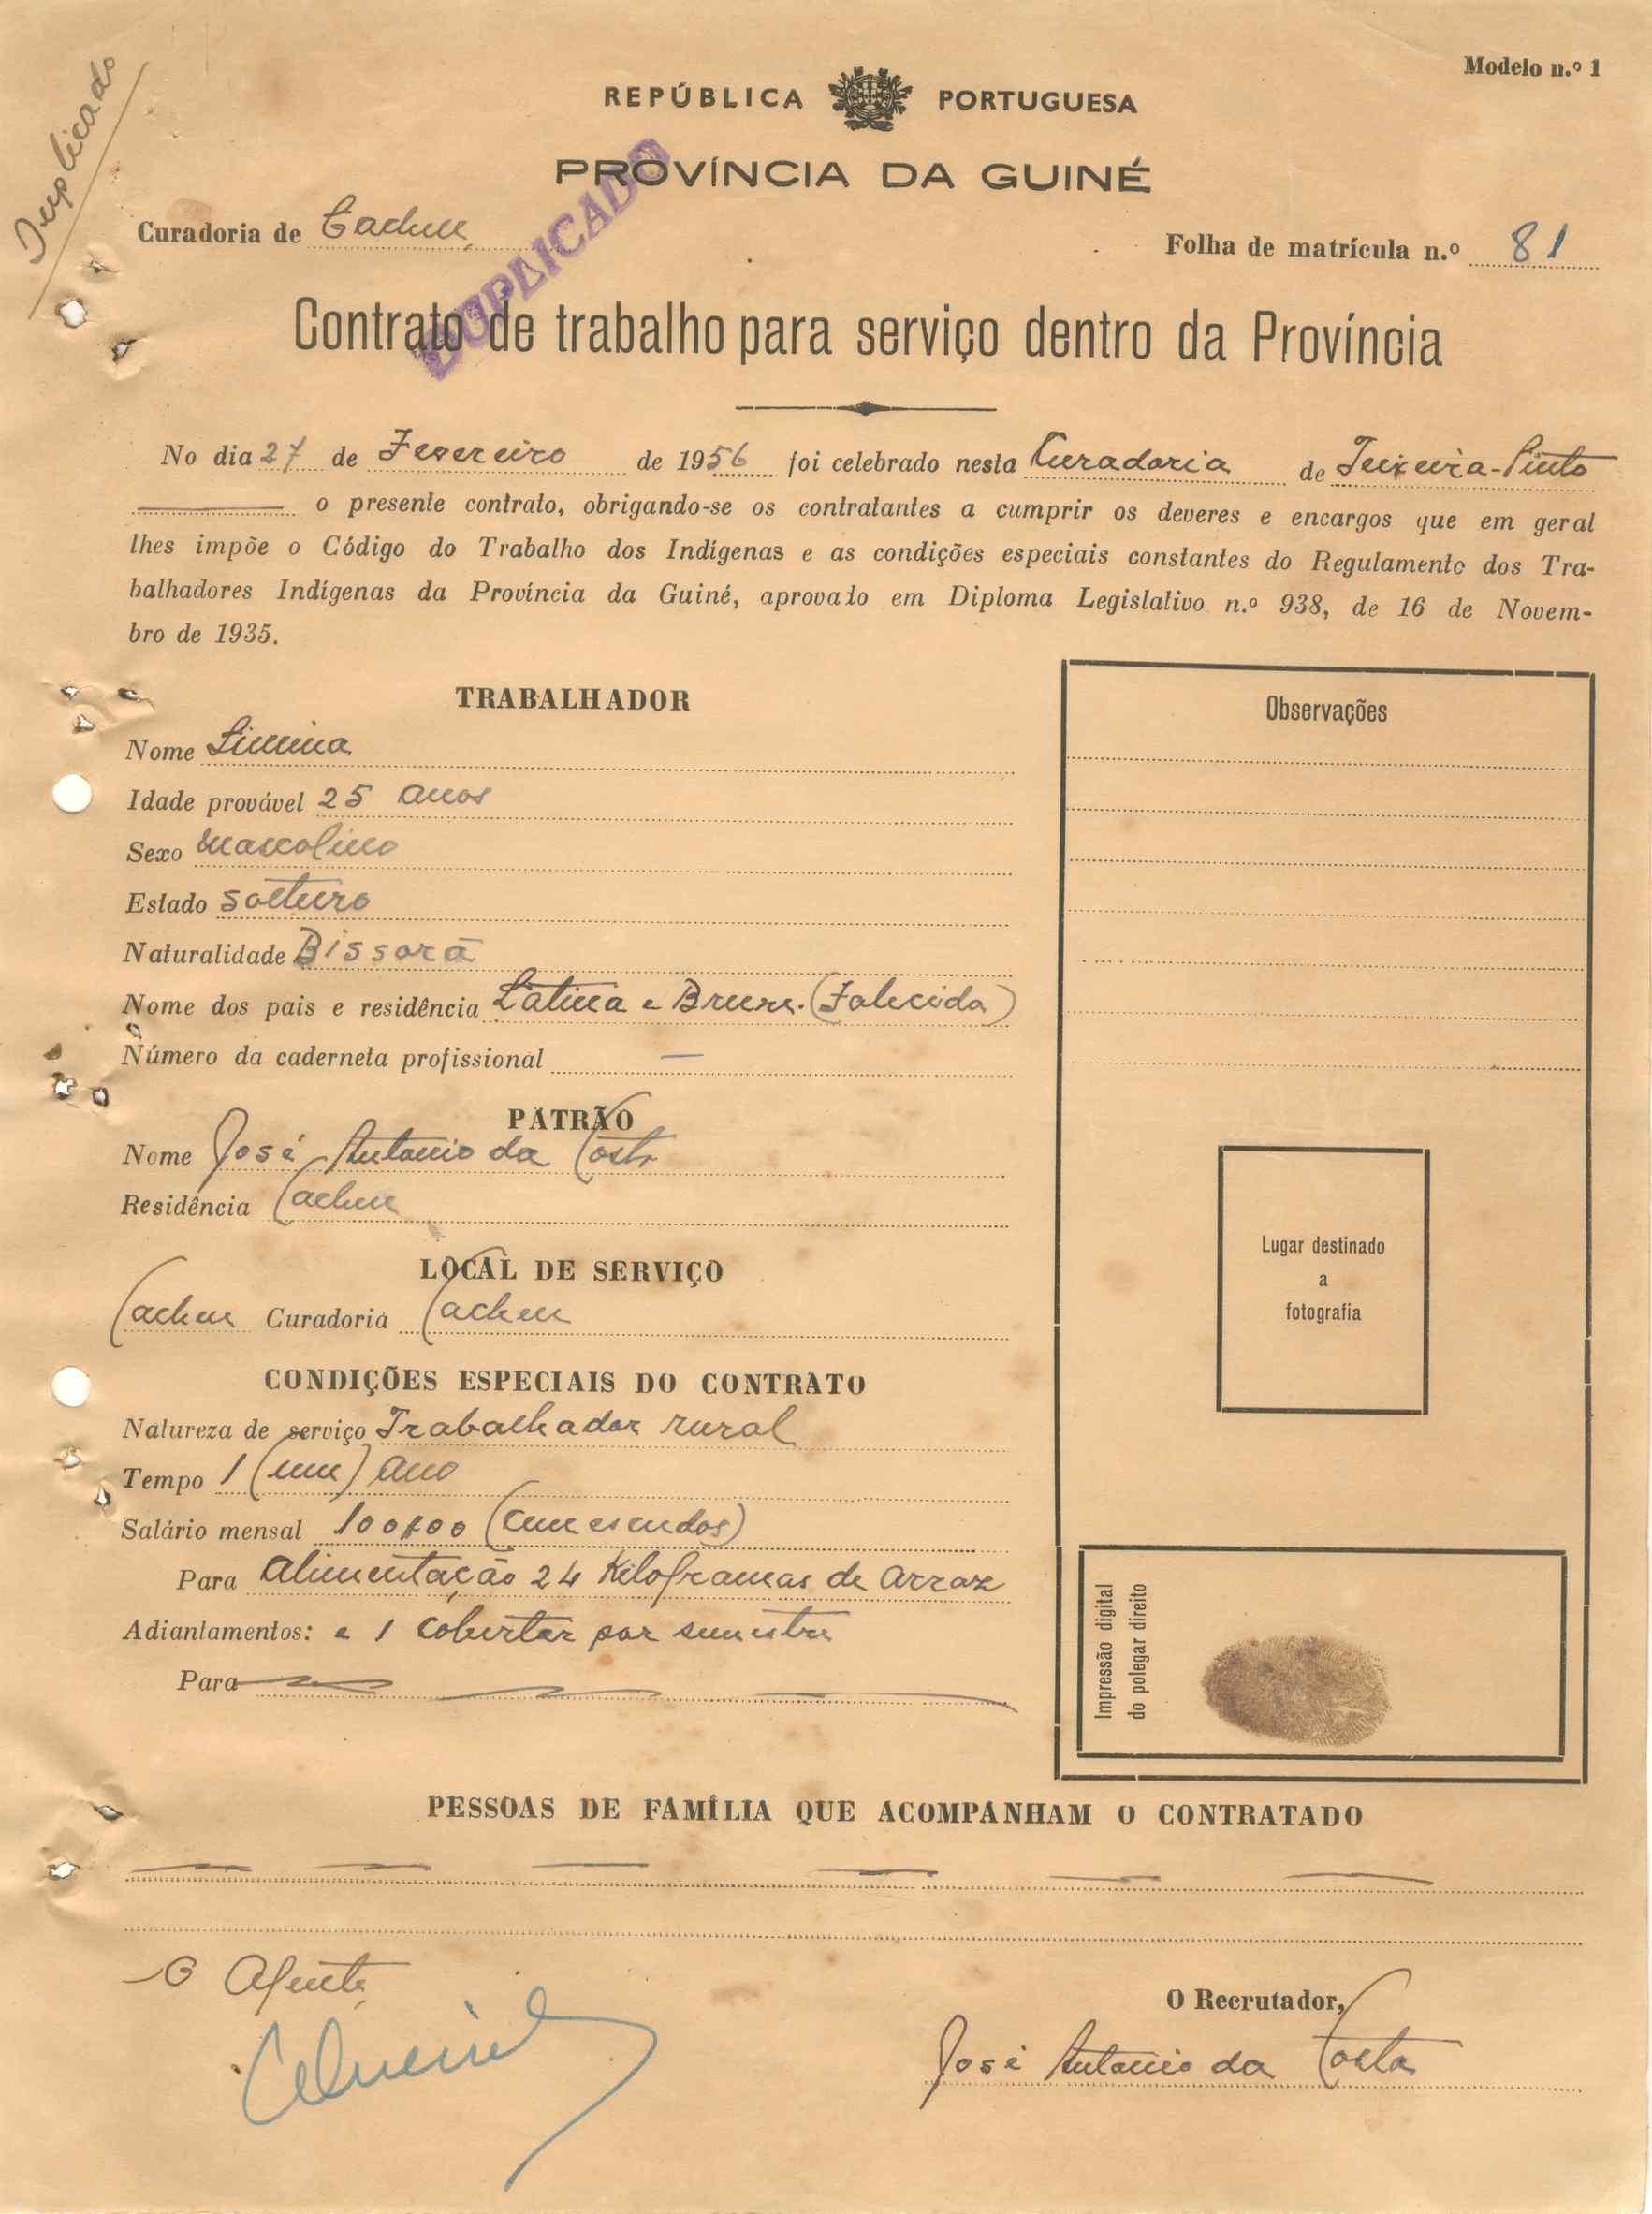 Duplicado
Modelo n.º 1
REPÚBLICA PORTUGUESA
PROVÍNCIA DA GUINÉ
DUPLICADO
Curadoria de Cacheu
Folha de matrícula n.º 81
Contrato de trabalho para serviço dentro da Província
No dia 27 de Fevereiro de 1956 foi celebrado nesta Curadoria de Teixeira-Pinto
o presente contrato, obrigando-se os contratantes a cumprir os deveres e encargos que em geral
lhes impõe o Código do Trabalho dos Indígenas e as condições especiais constantes do Regulamento dos Tra-
balhadores Indígenas da Província da Guiné, aprovado em Diploma Legislativo n.º 938, de 16 de Novem-
bro de 1935.
TRABALHADOR
Nome
Idade provável 25 anos
Sexo mascolino
Estado solteiro
Naturalidade Bissorã
Nome dos pais e residência Latina e (Falecida)
Número da caderneta profissional —
PATRÃO
Nome José Antonio da Costa
Residência Cacheu
LOCAL DE SERVIÇO
Cacheu Curadoria Cacheu
CONDIÇÕES ESPECIAIS DO CONTRATO
Natureza de serviço Trabalhador rural
Tempo 1 (um) ano
Salário mensal 100$00 (cem escudos)
Para alimentação 24 Kilogramas de arroz
Adiantamentos: e 1 cobertor por semestre
Para
Observações
Lugar destinado
a
fotografia
Impressão digital
do polegar direito
PESSOAS DE FAMÍLIA QUE ACOMPANHAM O CONTRATADO
O Agente,
O Recrutador,
José Antonio da Costa